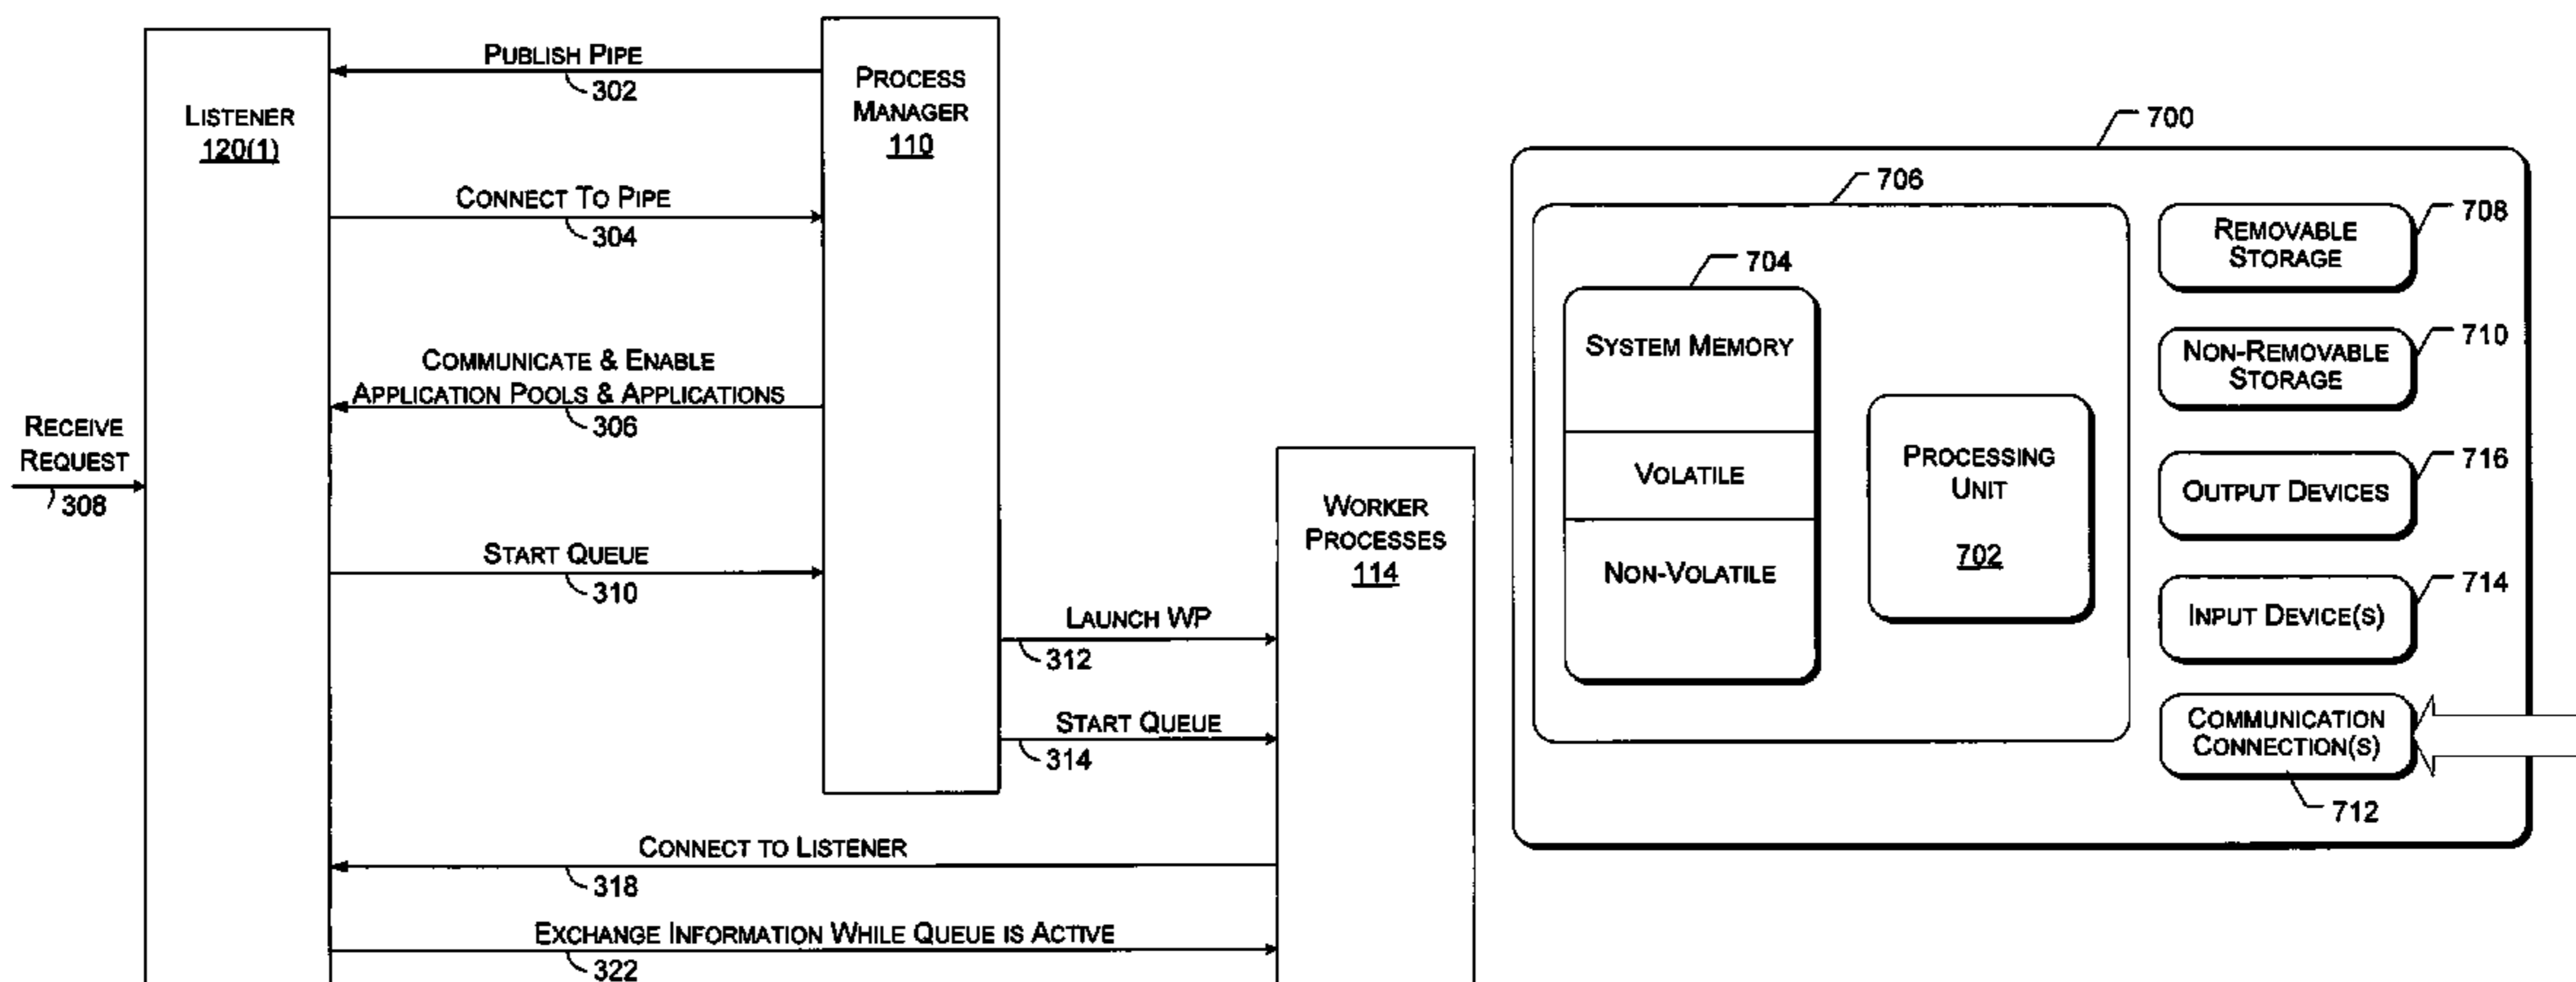 PUBLISH PIPE
302
PROCESS
MANAGER
110
LISTENER
120(1)
CONNECT TO PIPE
304
COMMUNICATE & ENABLE
APPLICATION POOLS & APPLICATIONS
306
RECEIVE
REQUEST
308
START QUEUE
310
WORKER
PROCESSES
114
LAUNCH WP
312
START QUEUE
314
CONNECT TO LISTENER
318
EXCHANGE INFORMATION WHILE QUEUE IS ACTIVE
322
700
706
704
SYSTEM MEMORY
VOLATILE
NON-VOLATILE
PROCESSING
UNIT
702
REMOVABLE
STORAGE
708
NON-REMOVABLE
STORAGE
710
OUTPUT DEVICES
716
INPUT DEVICE(S)
714
COMMUNICATION
CONNECTION(S)
712